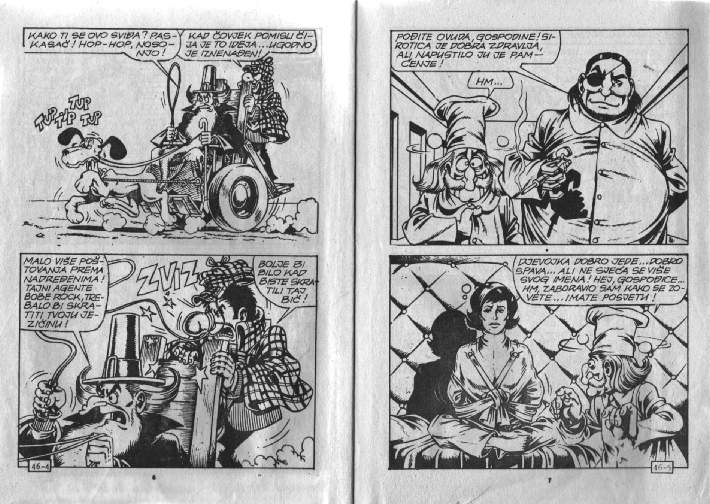 KAKO TI SE OVO SVIĐA? PAS-
KASAČ! HOP-HOP, NOSO-
NJO!
KAD ČOVJEK POMISLI ČI-
JA JE TO IDEJA...UGODNO
JE IZNENAĐEN!
TUP TUP
TUP TUP TUP
MALO VIŠE POŠ-
TOVANJA PREMA
NADREĐENIMA!
TAJNI AGENTE
BOBE ROCK, TRE-
BALO BI SKRA-
TITI TVOJU JE-
ZIČINU!
ZVIZ
BOLJE BI
BILO KAD
BISTE SKRA-
TILI TAJ
BIČ!
46-4
6
POĐITE OVUDA, GOSPODINE! SI-
ROTICA JE DOBRA ZDRAVLJA,
ALI NAPUSTILO JU JE PAM-
ĆENJE!
HM...
DJEVOJKA DOBRO JEDE...DOBRO
SPAVA... ALI NE SJEĆA SE VIŠE
SVOG IMENA! HEJ, GOSPOĐICE...
HM, ZABORAVIO SAM KAKO SE ZO-
VETE...IMATE POSJETU!
?
46-5
7